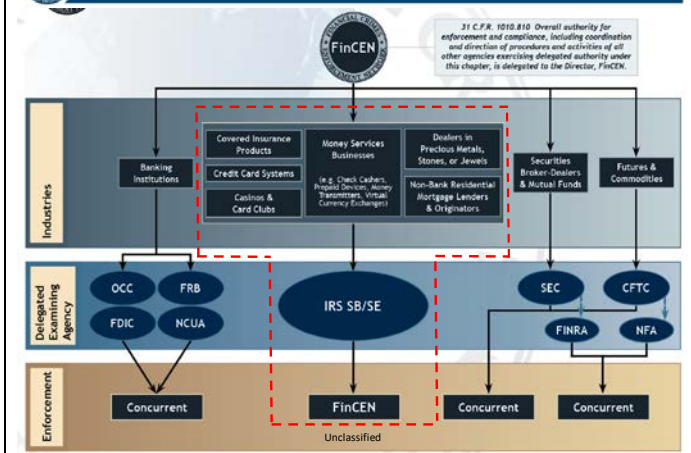 31 C.F.R. 1010.810 Overall authority for
enforcement and compliance, including coordination
and direction of procedures and activities of all
other agencies exercising delegated authority under
this chapter, is delegated to the Director, FinCEN.
FINANCIAL CRIMES
FinCEN
ENFORCEMENT NETWORK
Industries
Banking
Institutions
Covered Insurance
Products
Credit Card Systems
Casinos &
Card Clubs
Money Services
Businesses
(e.g. Check Cashers,
Prepaid Devices, Money
Transmitters, Virtual
Currency Exchanges)
Dealers in
Precious Metals,
Stones, or Jewels
Non-Bank Residential
Mortgage Lenders
& Originators
Securities
Broker-Dealers
& Mutual Funds
Futures &
Commodities
Delegated
Examining
Agency
OCC
FRB
FDIC
NCUA
IRS SB/SE
SEC
CFTC
FINRA
NFA
Enforcement
Concurrent
FinCEN
Concurrent
Concurrent
Unclassified